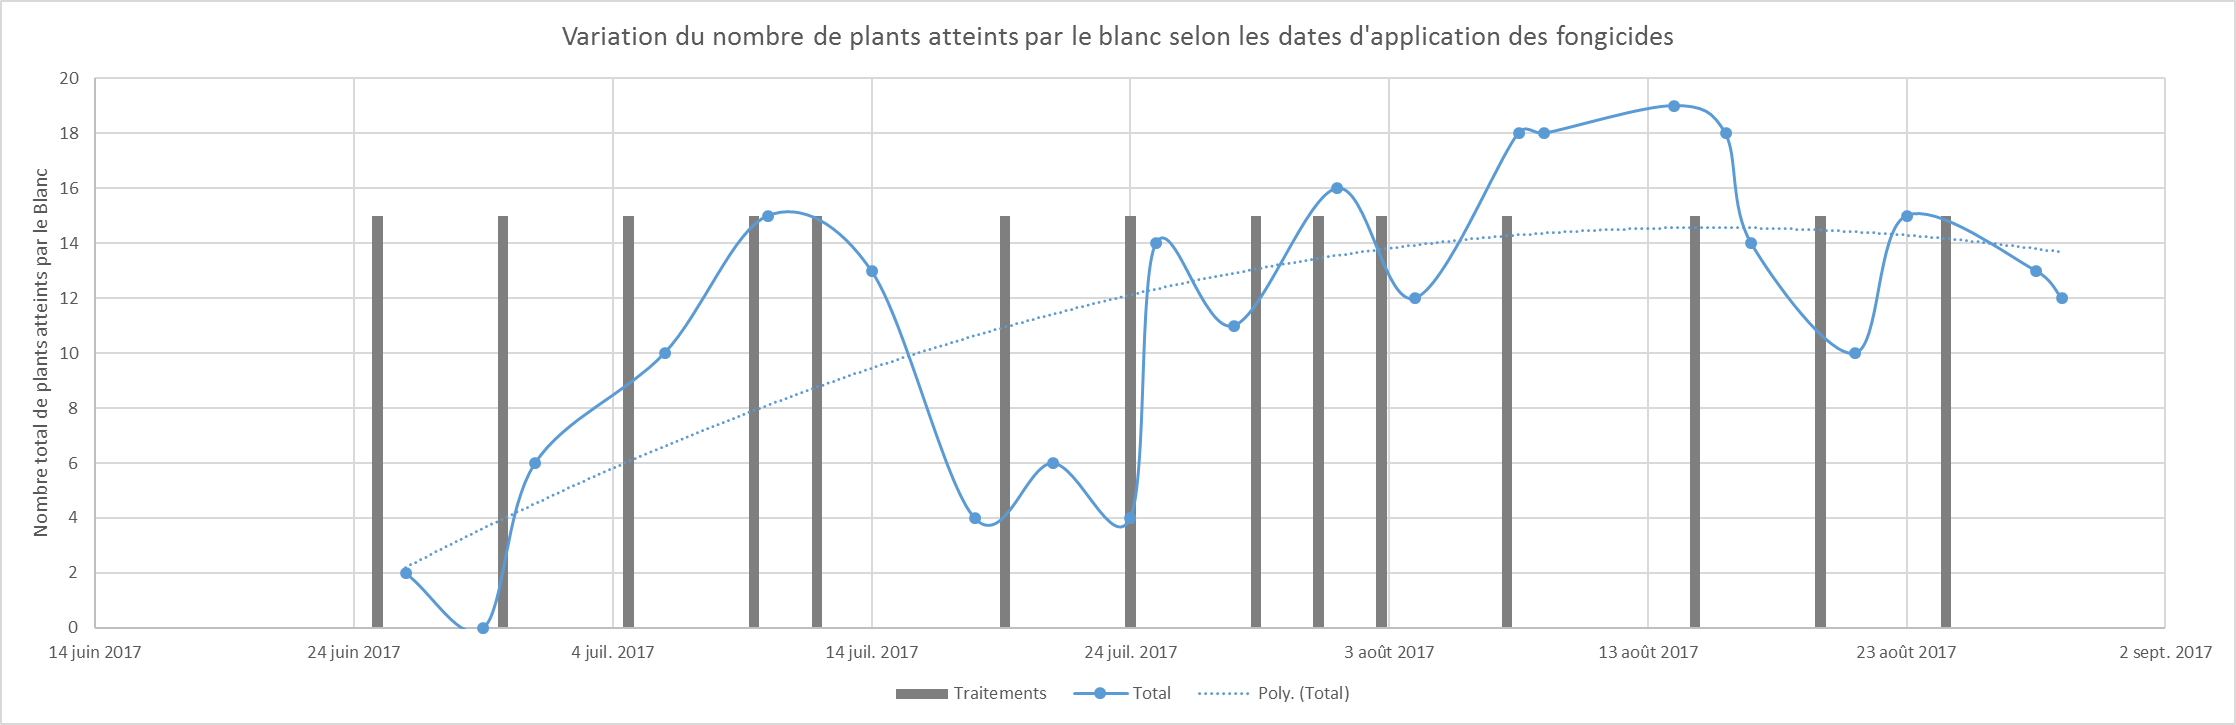 Variation du nombre de plants atteints par le blanc selon les dates d'application des fongicides
Nombre total de plants atteints par le Blanc
20
18
16
14
12
10
8
6
4
2
0
14 juin 2017
24 juin 2017
4 juil. 2017
14 juil. 2017
24 juil. 2017
3 août 2017
13 août 2017
23 août 2017
2 sept. 2017
Traitements
Total
Poly. (Total)